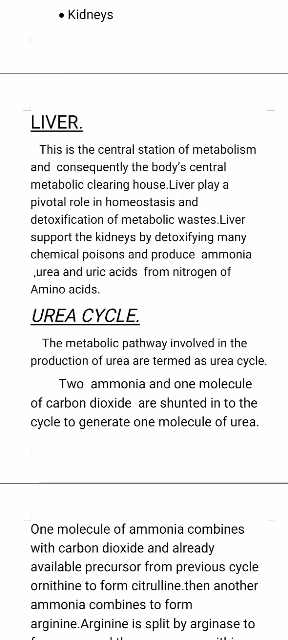 • Kidneys
LIVER.
This is the central station of metabolism
and consequently the body's central
metabolic clearing house.Liver play a
pivotal role in homeostasis and
detoxification of metabolic wastes.Liver
support the kidneys by detoxifying many
chemical poisons and produce ammonia
,urea and uric acids from nitrogen of
Amino acids.
UREA CYCLE.
The metabolic pathway involved in the
production of urea are termed as urea cycle.
Two ammonia and one molecule
of carbon dioxide are shunted in to the
cycle to generate one molecule of urea.
One molecule of ammonia combines
with carbon dioxide and already
available precursor from previous cycle
ornithine to form citrulline.then another
ammonia combines to form
arginine.Arginine is split by arginase to